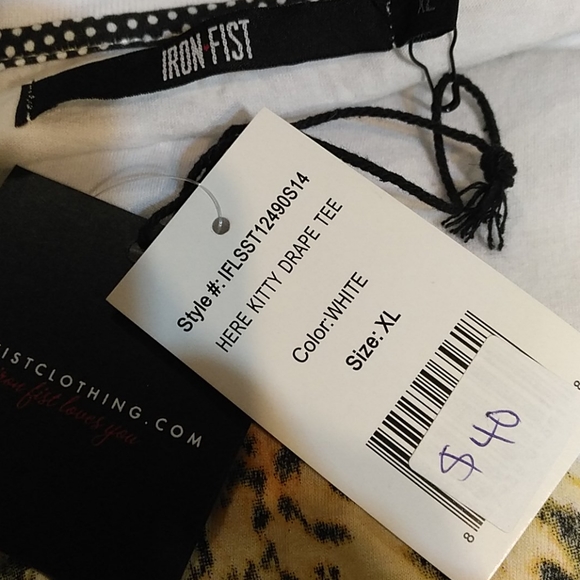 XL
IRON FIST
Style #: IFLSST12490S14
HERE KITTY DRAPE TEE
Color: WHITE
Size: XL
$40
8
8
ISTCLOTHING.COM
iron fist loves you